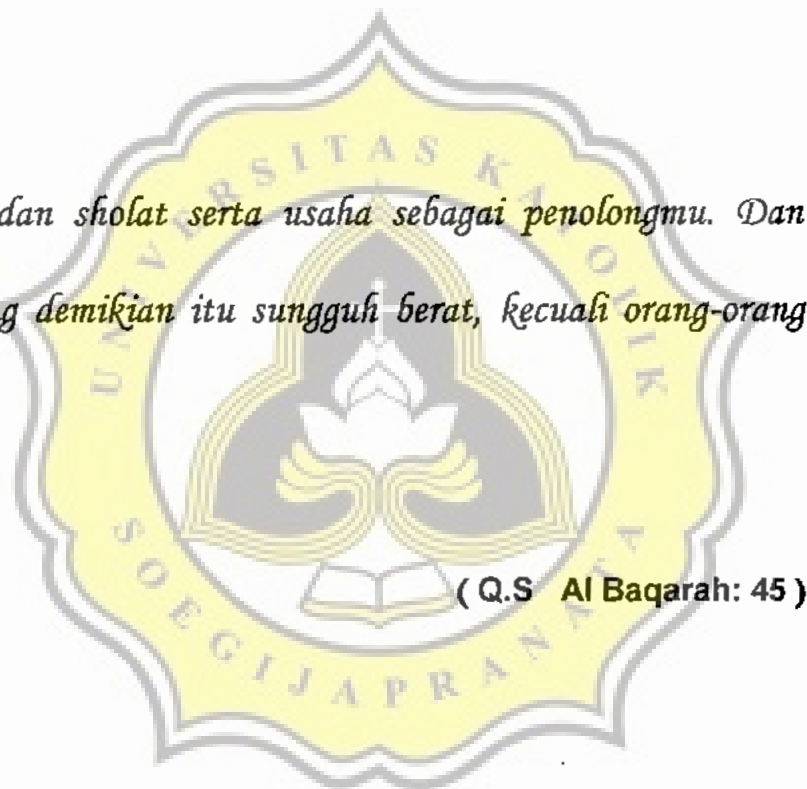 dan sholat serta usaha sebagai penolongmu. Dan
g demikian itu sungguh berat, kecuali orang-orang
( Q.S Al Baqarah: 45 )
UNIVERSITAS KATOLIK
SOEGIJAPRANATA